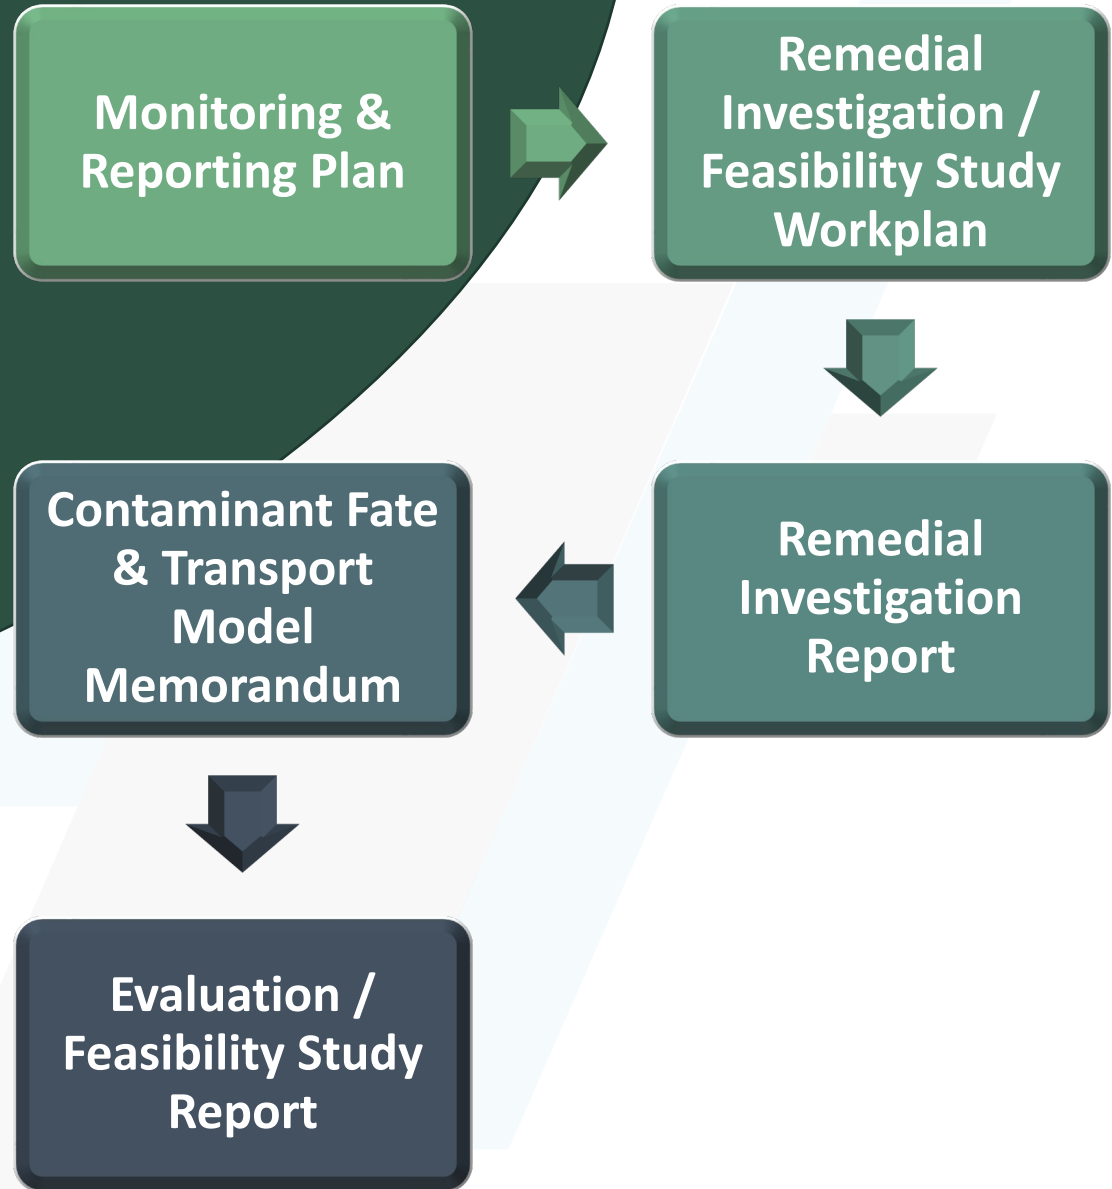 Monitoring &
Reporting Plan
Remedial
Investigation /
Feasibility Study
Workplan
Remedial
Investigation
Report
Contaminant Fate
& Transport
Model
Memorandum
Evaluation /
Feasibility Study
Report